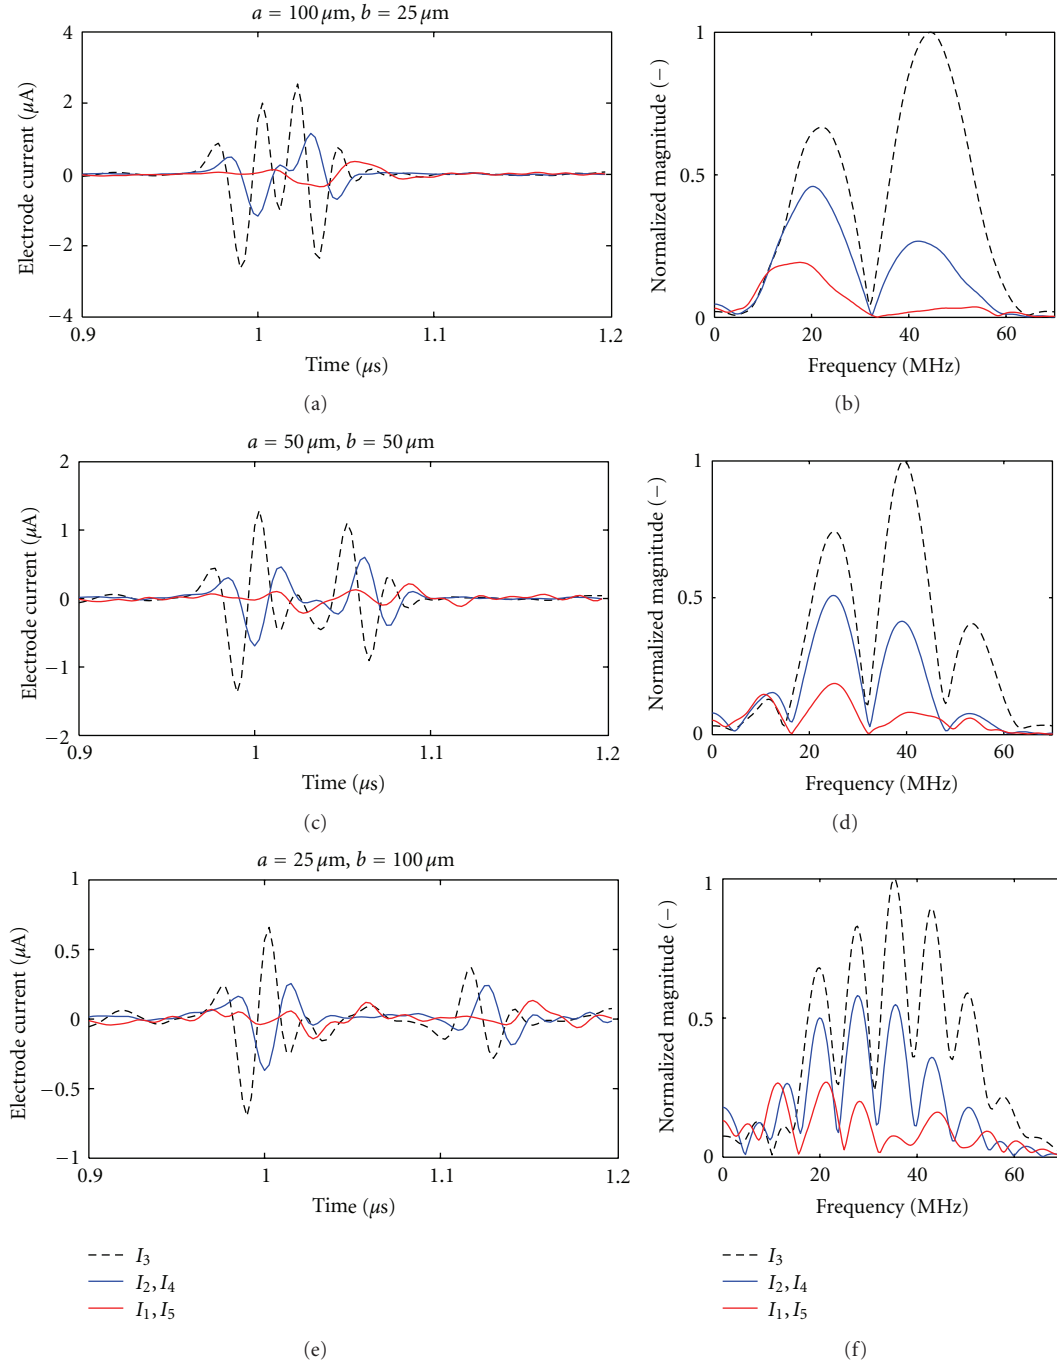 a = 100 μm, b = 25 μm
4
2
0
−2
−4
Electrode current (μA)
0.9
1
1.1
1.2
Time (μs)
(a)
1
0.5
0
Normalized magnitude (−)
0
20
40
60
Frequency (MHz)
(b)
a = 50 μm, b = 50 μm
2
1
0
−1
−2
Electrode current (μA)
0.9
1
1.1
1.2
Time (μs)
(c)
1
0.5
0
Normalized magnitude (−)
0
20
40
60
Frequency (MHz)
(d)
a = 25 μm, b = 100 μm
1
0.5
0
−0.5
−1
Electrode current (μA)
0.9
1
1.1
1.2
Time (μs)
I3
I2, I4
I1, I5
(e)
1
0.5
0
Normalized magnitude (−)
0
20
40
60
Frequency (MHz)
I3
I2, I4
I1, I5
(f)